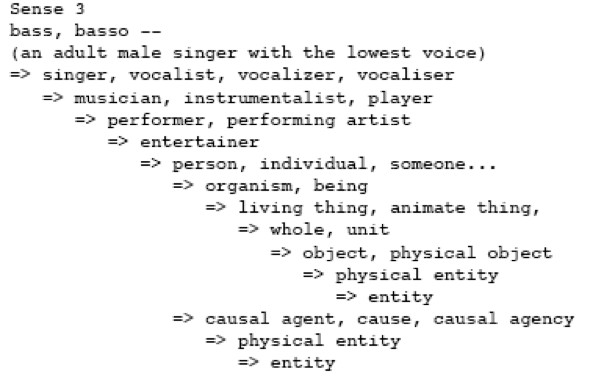 Sense 3
bass, basso --
(an adult male singer with the lowest voice)
=> singer, vocalist, vocalizer, vocaliser
=> musician, instrumentalist, player
=> performer, performing artist
=> entertainer
=> person, individual, someone...
=> organism, being
=> living thing, animate thing,
=> whole, unit
=> object, physical object
=> physical entity
=> entity
=> causal agent, cause, causal agency
=> physical entity
=> entity